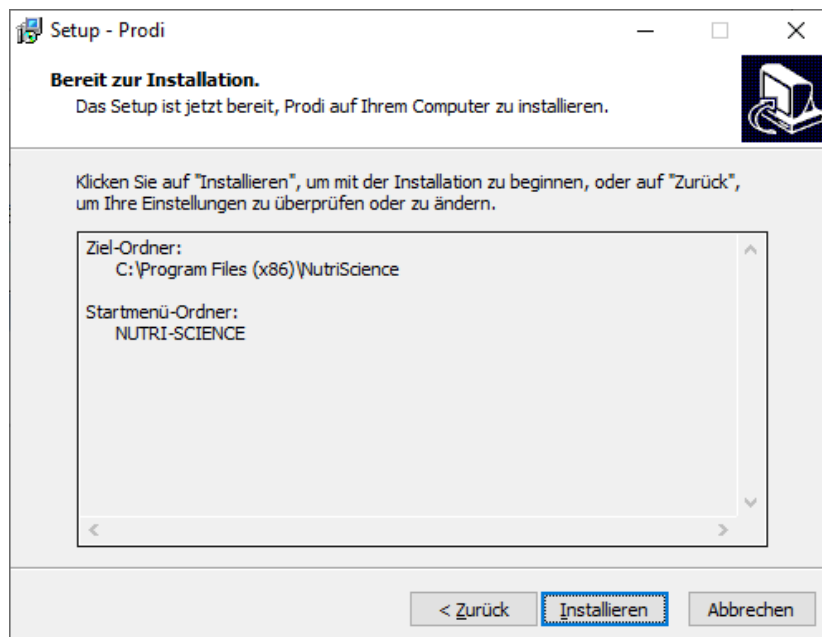 Setup - Prodi
Bereit zur Installation.
Das Setup ist jetzt bereit, Prodi auf Ihrem Computer zu installieren.
Klicken Sie auf "Installieren", um mit der Installation zu beginnen, oder auf "Zurück",
um Ihre Einstellungen zu überprüfen oder zu ändern.
Ziel-Ordner:
C:\Program Files (x86)\NutriScience
Startmenü-Ordner:
NUTRI-SCIENCE
< Zurück
Installieren
Abbrechen